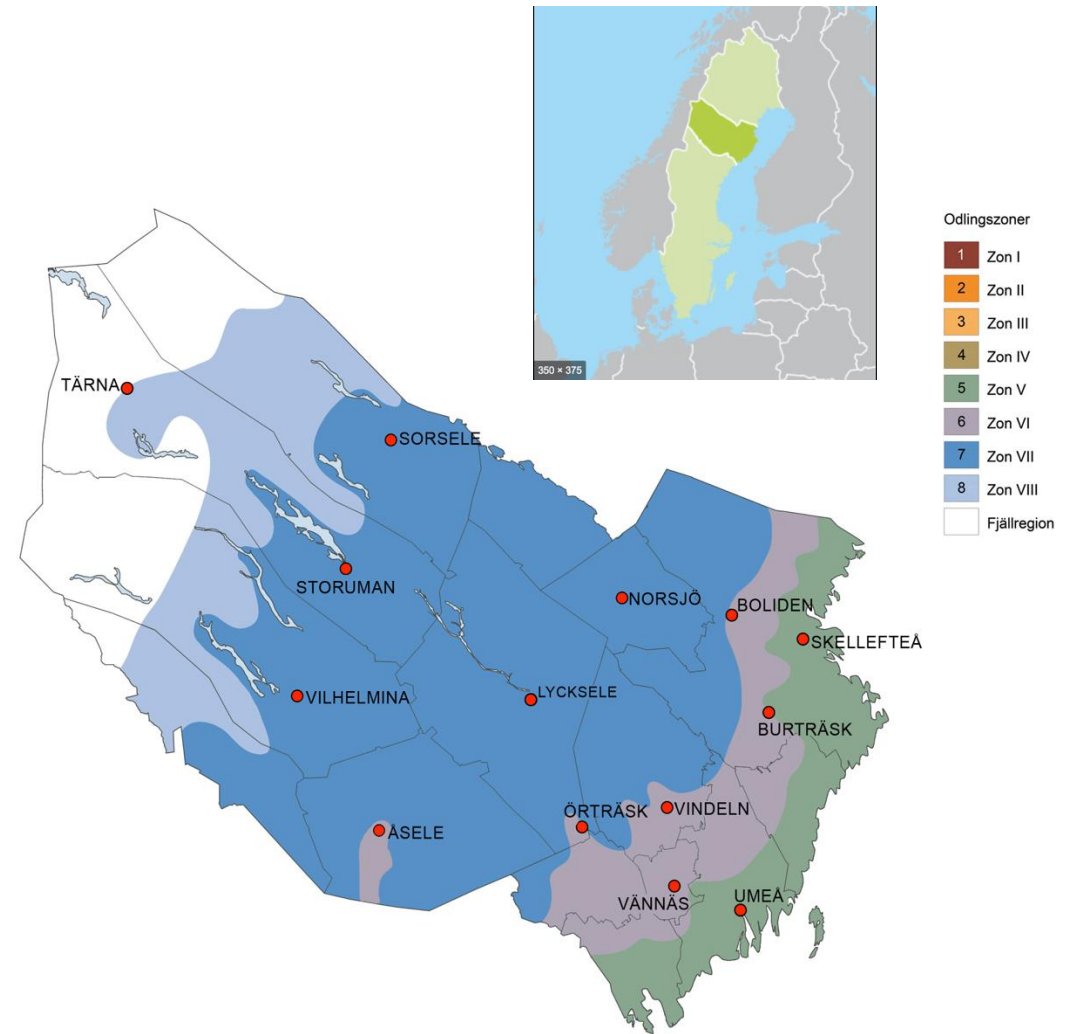 350 × 375
Odlingszoner
1 Zon I
2 Zon II
3 Zon III
4 Zon IV
5 Zon V
6 Zon VI
7 Zon VII
8 Zon VIII
Fjällregion
TÄRNA
SORSELE
STORUMAN
NORSJÖ
BOLIDEN
SKELLEFTEÅ
VILHELMINA
LYCKSELE
BURTRÄSK
ÖRTRÄSK
VINDELN
ÅSELE
VÄNNÄS
UMEÅ